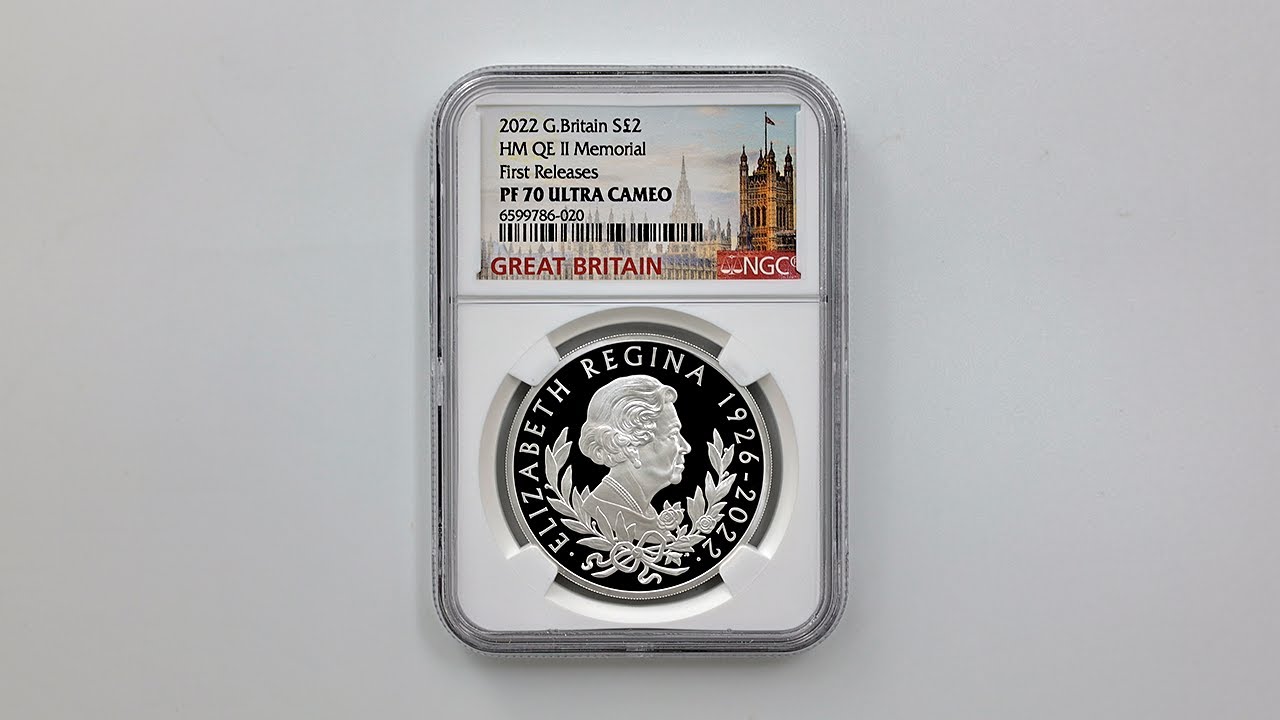 2022 G.Britain S£2
HM QE II Memorial
First Releases
PF 70 ULTRA CAMEO
6599786-020
GREAT BRITAIN
NGC
· ELIZABETH REGINA 1926-2022 ·